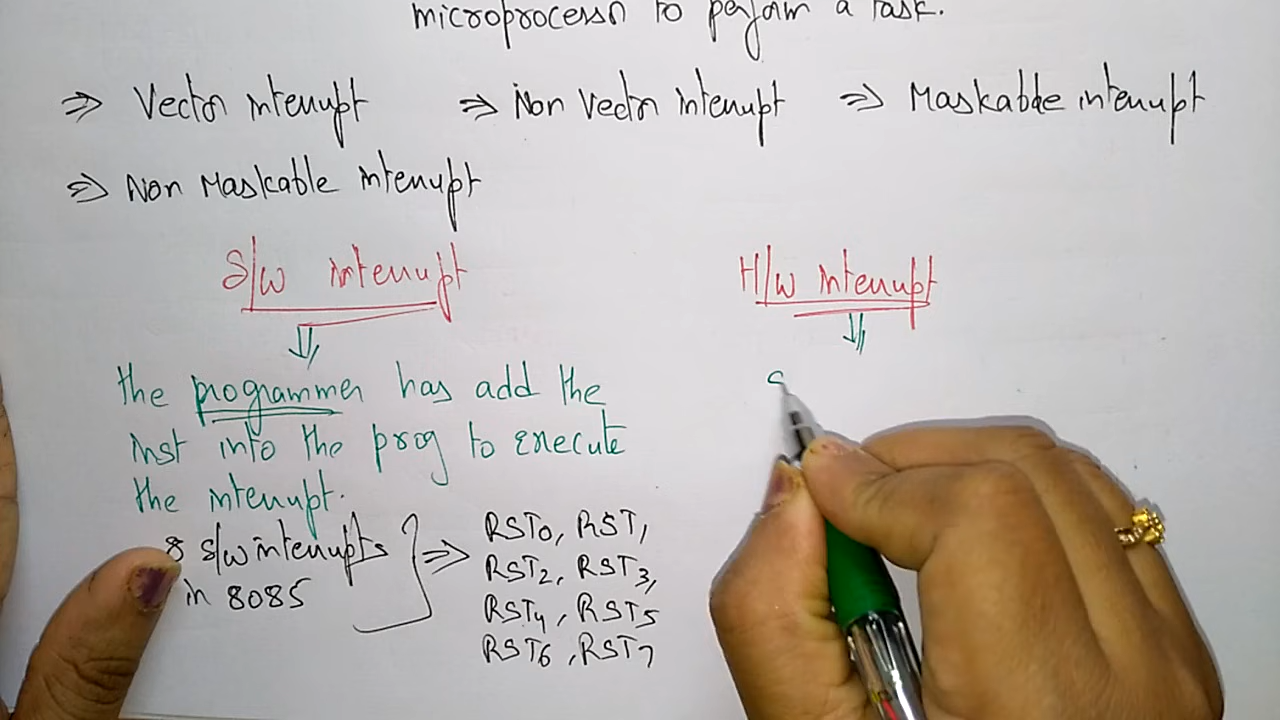 microprocessor to perform a task.
⇒ Vector interrupt ⇒ Non Vector interrupt ⇒ Maskable interrupt
⇒ Non Maskable interrupt
S/w interrupt
H/w interrupt
the programmer has add the
inst into the prog to execute
the interrupt.
8 s/w interrupts
in 8085
⇒
RST0, RST1
RST2, RST3,
RST4, RST5
RST6, RST7
S